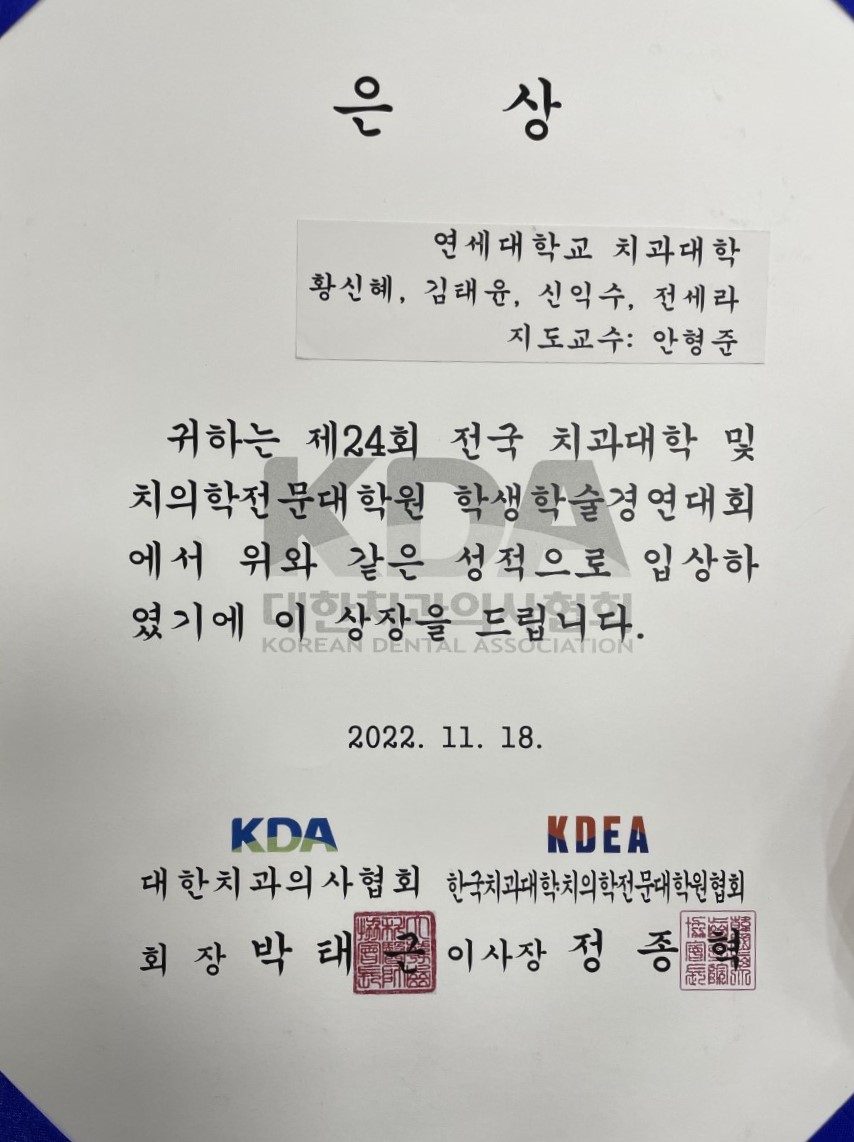 은 상
연세대학교 치과대학
황신혜, 김태윤, 신익수, 전세라
지도교수: 안형준
귀하는 제24회 전국 치과대학 및
치의학전문대학원 학생학술경연대회
에서 위와 같은 성적으로 입상하
였기에 이 상장을 드립니다.
KDA
대한치과의사협회
KOREAN DENTAL ASSOCIATION
2022. 11. 18.
KDA KDEA
대한치과의사협회 한국치과대학·치의학전문대학원협회
회장 박태근 이사장 정종혁